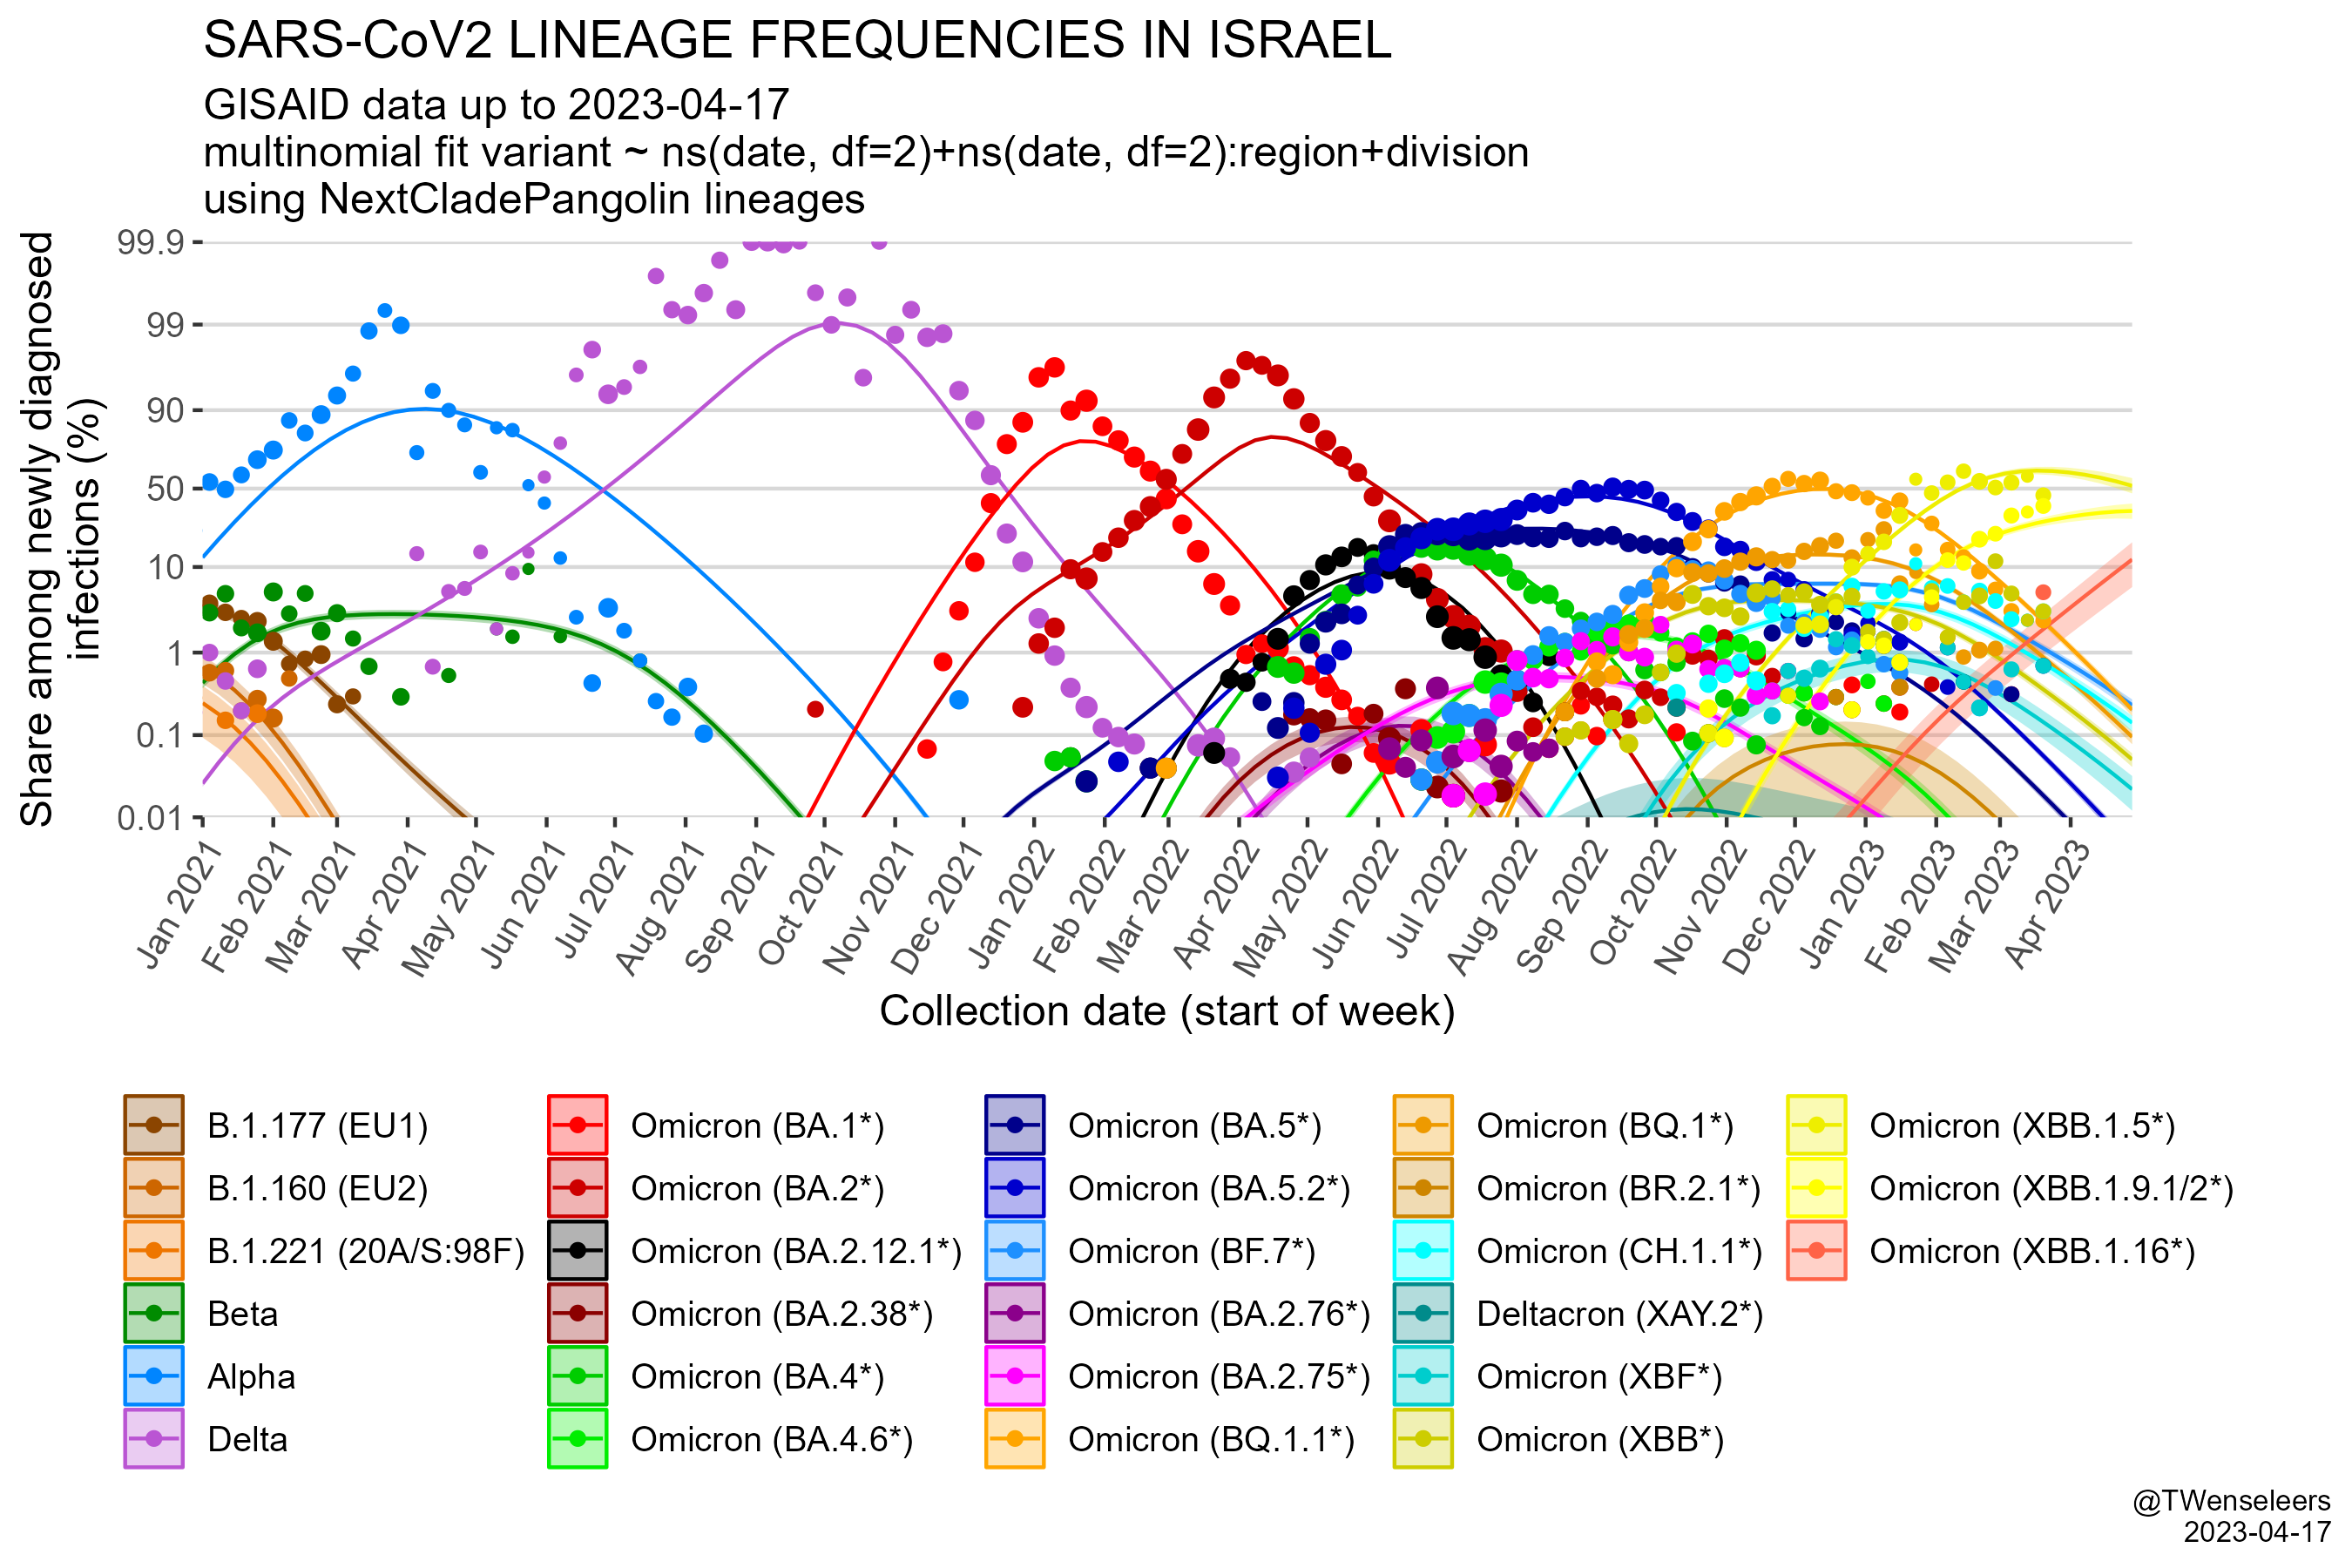 SARS-CoV2 LINEAGE FREQUENCIES IN ISRAEL
GISAID data up to 2023-04-17
multinomial fit variant ~ ns(date, df=2)+ns(date, df=2):region+division
using NextCladePangolin lineages
Share among newly diagnosed
infections (%)
99.9
99
90
50
10
1
0.1
0.01
Jan 2021
Feb 2021
Mar 2021
Apr 2021
May 2021
Jun 2021
Jul 2021
Aug 2021
Sep 2021
Oct 2021
Nov 2021
Dec 2021
Jan 2022
Feb 2022
Mar 2022
Apr 2022
May 2022
Jun 2022
Jul 2022
Aug 2022
Sep 2022
Oct 2022
Nov 2022
Dec 2022
Jan 2023
Feb 2023
Mar 2023
Apr 2023
Collection date (start of week)
B.1.177 (EU1)
B.1.160 (EU2)
B.1.221 (20A/S:98F)
Beta
Alpha
Delta
Omicron (BA.1*)
Omicron (BA.2*)
Omicron (BA.2.12.1*)
Omicron (BA.2.38*)
Omicron (BA.4*)
Omicron (BA.4.6*)
Omicron (BA.5*)
Omicron (BA.5.2*)
Omicron (BF.7*)
Omicron (BA.2.76*)
Omicron (BA.2.75*)
Omicron (BQ.1.1*)
Omicron (BQ.1*)
Omicron (BR.2.1*)
Omicron (CH.1.1*)
Deltacron (XAY.2*)
Omicron (XBF*)
Omicron (XBB*)
Omicron (XBB.1.5*)
Omicron (XBB.1.9.1/2*)
Omicron (XBB.1.16*)
@TWenseleers
2023-04-17